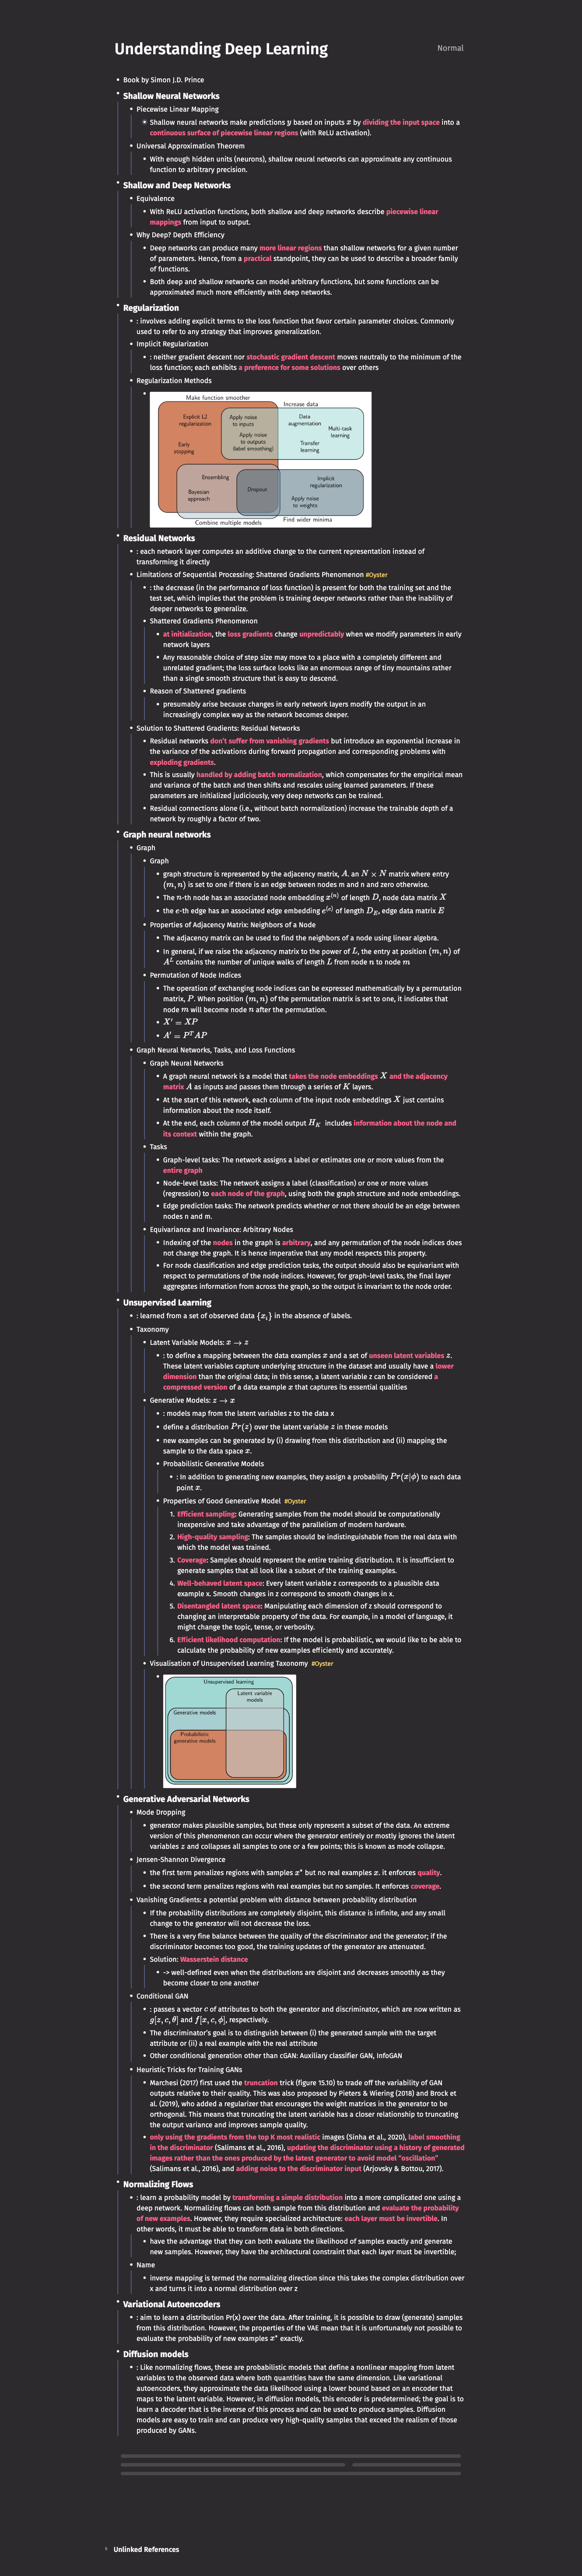 Understanding Deep Learning
Normal
Book by Simon J.D. Prince
Shallow Neural Networks
Piecewise Linear Mapping
Shallow neural networks make predictions y based on inputs x by dividing the input space into a
continuous surface of piecewise linear regions (with ReLU activation).
Universal Approximation Theorem
With enough hidden units (neurons), shallow neural networks can approximate any continuous
function to arbitrary precision.
Shallow and Deep Networks
Equivalence
With ReLU activation functions, both shallow and deep networks describe piecewise linear
mappings from input to output.
Why Deep? Depth Efficiency
Deep networks can produce many more linear regions than shallow networks for a given number
of parameters. Hence, from a practical standpoint, they can be used to describe a broader family
of functions.
Both deep and shallow networks can model arbitrary functions, but some functions can be
approximated much more efficiently with deep networks.
Regularization
: involves adding explicit terms to the loss function that favor certain parameter choices. Commonly
used to refer to any strategy that improves generalization.
Implicit Regularization
: neither gradient descent nor stochastic gradient descent moves neutrally to the minimum of the
loss function; each exhibits a preference for some solutions over others
Regularization Methods
Make function smoother
Increase data
Explicit L2
regularization
Apply noise
to inputs
Data
augmentation
Multi-task
learning
Early
stopping
Apply noise
to outputs
(label smoothing)
Transfer
learning
Ensembling
Implicit
regularization
Bayesian
approach
Dropout
Apply noise
to weights
Combine multiple models
Find wider minima
Residual Networks
: each network layer computes an additive change to the current representation instead of
transforming it directly
Limitations of Sequential Processing: Shattered Gradients Phenomenon #Oyster
: the decrease (in the performance of loss function) is present for both the training set and the
test set, which implies that the problem is training deeper networks rather than the inability of
deeper networks to generalize.
Shattered Gradients Phenomenon
at initialization, the loss gradients change unpredictably when we modify parameters in early
network layers
Any reasonable choice of step size may move to a place with a completely different and
unrelated gradient; the loss surface looks like an enormous range of tiny mountains rather
than a single smooth structure that is easy to descend.
Reason of Shattered gradients
presumably arise because changes in early network layers modify the output in an
increasingly complex way as the network becomes deeper.
Solution to Shattered Gradients: Residual Networks
Residual networks don't suffer from vanishing gradients but introduce an exponential increase in
the variance of the activations during forward propagation and corresponding problems with
exploding gradients.
This is usually handled by adding batch normalization, which compensates for the empirical mean
and variance of the batch and then shifts and rescales using learned parameters. If these
parameters are initialized judiciously, very deep networks can be trained.
Residual connections alone (i.e., without batch normalization) increase the trainable depth of a
network by roughly a factor of two.
Graph neural networks
Graph
Graph
graph structure is represented by the adjacency matrix, A. an N × N matrix where entry
(m, n) is set to one if there is an edge between nodes m and n and zero otherwise.
The n-th node has an associated node embedding x^(n) of length D, node data matrix X
the e-th edge has an associated edge embedding e^(e) of length D_E, edge data matrix E
Properties of Adjacency Matrix: Neighbors of a Node
The adjacency matrix can be used to find the neighbors of a node using linear algebra.
In general, if we raise the adjacency matrix to the power of L, the entry at position (m, n) of
A^L contains the number of unique walks of length L from node n to node m
Permutation of Node Indices
The operation of exchanging node indices can be expressed mathematically by a permutation
matrix, P. When position (m, n) of the permutation matrix is set to one, it indicates that
node m will become node n after the permutation.
X′ = XP
A′ = P^T AP
Graph Neural Networks, Tasks, and Loss Functions
Graph Neural Networks
A graph neural network is a model that takes the node embeddings X and the adjacency
matrix A as inputs and passes them through a series of K layers.
At the start of this network, each column of the input node embeddings X just contains
information about the node itself.
At the end, each column of the model output H_K includes information about the node and
its context within the graph.
Tasks
Graph-level tasks: The network assigns a label or estimates one or more values from the
entire graph
Node-level tasks: The network assigns a label (classification) or one or more values
(regression) to each node of the graph, using both the graph structure and node embeddings.
Edge prediction tasks: The network predicts whether or not there should be an edge between
nodes n and m.
Equivariance and Invariance: Arbitrary Nodes
Indexing of the nodes in the graph is arbitrary, and any permutation of the node indices does
not change the graph. It is hence imperative that any model respects this property.
For node classification and edge prediction tasks, the output should also be equivariant with
respect to permutations of the node indices. However, for graph-level tasks, the final layer
aggregates information from across the graph, so the output is invariant to the node order.
Unsupervised Learning
: learned from a set of observed data {x_i} in the absence of labels.
Taxonomy
Latent Variable Models: x → z
: to define a mapping between the data examples x and a set of unseen latent variables z.
These latent variables capture underlying structure in the dataset and usually have a lower
dimension than the original data; in this sense, a latent variable z can be considered a
compressed version of a data example x that captures its essential qualities
Generative Models: z → x
: models map from the latent variables z to the data x
define a distribution Pr(z) over the latent variable z in these models
new examples can be generated by (i) drawing from this distribution and (ii) mapping the
sample to the data space x.
Probabilistic Generative Models
: In addition to generating new examples, they assign a probability Pr(x|ϕ) to each data
point x.
Properties of Good Generative Model #Oyster
1. Efficient sampling: Generating samples from the model should be computationally
inexpensive and take advantage of the parallelism of modern hardware.
2. High-quality sampling: The samples should be indistinguishable from the real data with
which the model was trained.
3. Coverage: Samples should represent the entire training distribution. It is insufficient to
generate samples that all look like a subset of the training examples.
4. Well-behaved latent space: Every latent variable z corresponds to a plausible data
example x. Smooth changes in z correspond to smooth changes in x.
5. Disentangled latent space: Manipulating each dimension of z should correspond to
changing an interpretable property of the data. For example, in a model of language, it
might change the topic, tense, or verbosity.
6. Efficient likelihood computation: If the model is probabilistic, we would like to be able to
calculate the probability of new examples efficiently and accurately.
Visualisation of Unsupervised Learning Taxonomy #Oyster
Unsupervised learning
Latent variable
models
Generative models
Probabilistic
generative models
Generative Adversarial Networks
Mode Dropping
generator makes plausible samples, but these only represent a subset of the data. An extreme
version of this phenomenon can occur where the generator entirely or mostly ignores the latent
variables z and collapses all samples to one or a few points; this is known as mode collapse.
Jensen-Shannon Divergence
the first term penalizes regions with samples x* but no real examples x. it enforces quality.
the second term penalizes regions with real examples but no samples. It enforces coverage.
Vanishing Gradients: a potential problem with distance between probability distribution
If the probability distributions are completely disjoint, this distance is infinite, and any small
change to the generator will not decrease the loss.
There is a very fine balance between the quality of the discriminator and the generator; if the
discriminator becomes too good, the training updates of the generator are attenuated.
Solution: Wasserstein distance
-> well-defined even when the distributions are disjoint and decreases smoothly as they
become closer to one another
Conditional GAN
: passes a vector c of attributes to both the generator and discriminator, which are now written as
g[z, c, θ] and f[x, c, ϕ], respectively.
The discriminator's goal is to distinguish between (i) the generated sample with the target
attribute or (ii) a real example with the real attribute
Other conditional generation other than cGAN: Auxiliary classifier GAN, InfoGAN
Heuristic Tricks for Training GANs
Marchesi (2017) first used the truncation trick (figure 15.10) to trade off the variability of GAN
outputs relative to their quality. This was also proposed by Pieters & Wiering (2018) and Brock et
al. (2019), who added a regularizer that encourages the weight matrices in the generator to be
orthogonal. This means that truncating the latent variable has a closer relationship to truncating
the output variance and improves sample quality.
only using the gradients from the top K most realistic images (Sinha et al., 2020), label smoothing
in the discriminator (Salimans et al., 2016), updating the discriminator using a history of generated
images rather than the ones produced by the latest generator to avoid model "oscillation"
(Salimans et al., 2016), and adding noise to the discriminator input (Arjovsky & Bottou, 2017).
Normalizing Flows
: learn a probability model by transforming a simple distribution into a more complicated one using a
deep network. Normalizing flows can both sample from this distribution and evaluate the probability
of new examples. However, they require specialized architecture: each layer must be invertible. In
other words, it must be able to transform data in both directions.
have the advantage that they can both evaluate the likelihood of samples exactly and generate
new samples. However, they have the architectural constraint that each layer must be invertible;
Name
inverse mapping is termed the normalizing direction since this takes the complex distribution over
x and turns it into a normal distribution over z
Variational Autoencoders
: aim to learn a distribution Pr(x) over the data. After training, it is possible to draw (generate) samples
from this distribution. However, the properties of the VAE mean that it is unfortunately not possible to
evaluate the probability of new examples x* exactly.
Diffusion models
: Like normalizing flows, these are probabilistic models that define a nonlinear mapping from latent
variables to the observed data where both quantities have the same dimension. Like variational
autoencoders, they approximate the data likelihood using a lower bound based on an encoder that
maps to the latent variable. However, in diffusion models, this encoder is predetermined; the goal is to
learn a decoder that is the inverse of this process and can be used to produce samples. Diffusion
models are easy to train and can produce very high-quality samples that exceed the realism of those
produced by GANs.
Unlinked References